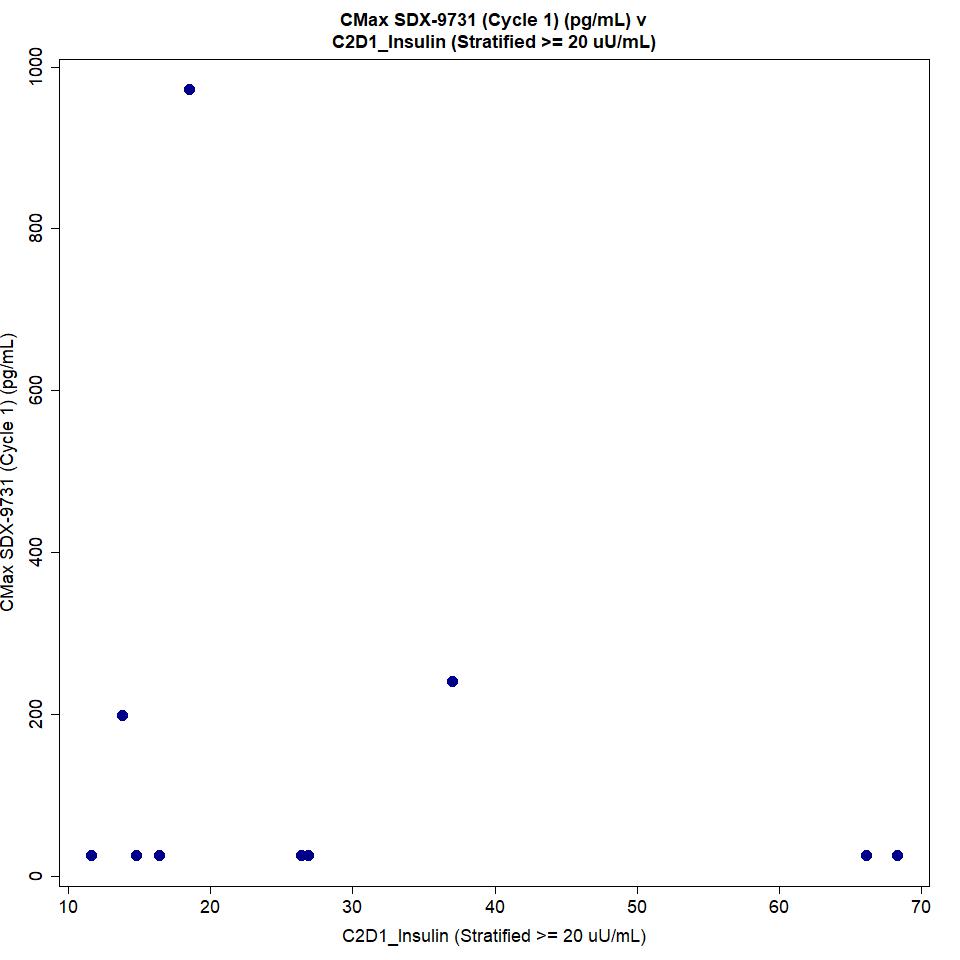 CMax SDX-9731 (Cycle 1) (pg/mL) v
C2D1_Insulin (Stratified >= 20 uU/mL)
CMax SDX-9731 (Cycle 1) (pg/mL)
1000
800
600
400
200
0
10 20 30 40 50 60 70
C2D1_Insulin (Stratified >= 20 uU/mL)